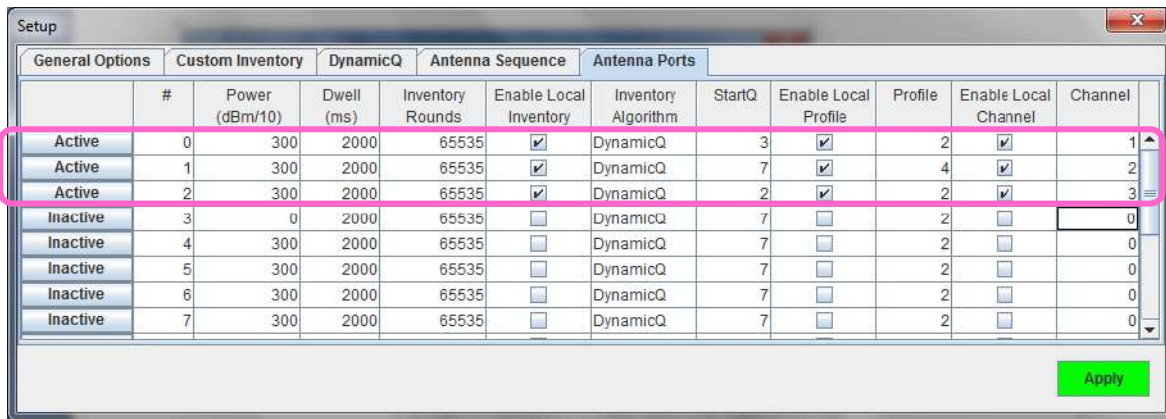 Setup
General Options Custom Inventory DynamicQ Antenna Sequence Antenna Ports
# Power (dBm/10) Dwell (ms) Inventory Rounds Enable Local Inventory Inventory Algorithm StartQ Enable Local Profile Profile Enable Local Channel Channel
Active 0 300 2000 65535 DynamicQ 3 2 1
Active 1 300 2000 65535 DynamicQ 7 4 2
Active 2 300 2000 65535 DynamicQ 2 2 3
Inactive 3 0 2000 65535 DynamicQ 7 2 0
Inactive 4 300 2000 65535 DynamicQ 7 2 0
Inactive 5 300 2000 65535 DynamicQ 7 2 0
Inactive 6 300 2000 65535 DynamicQ 7 2 0
Inactive 7 300 2000 65535 DynamicQ 7 2 0
Apply